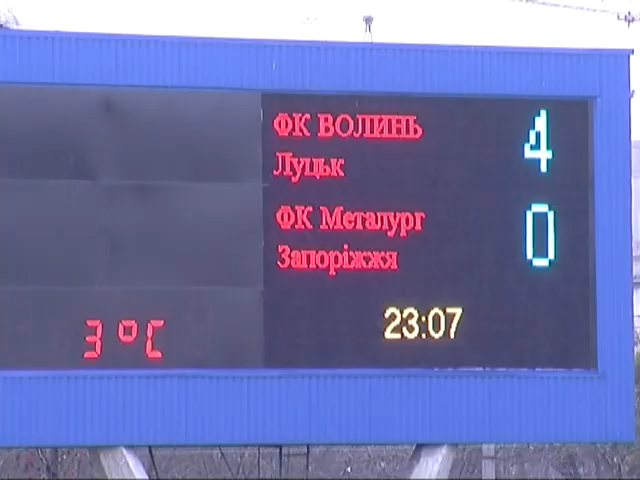 ФК ВОЛИНЬ 4
Луцьк
ФК Металург 0
Запоріжжя
3°C 23:07